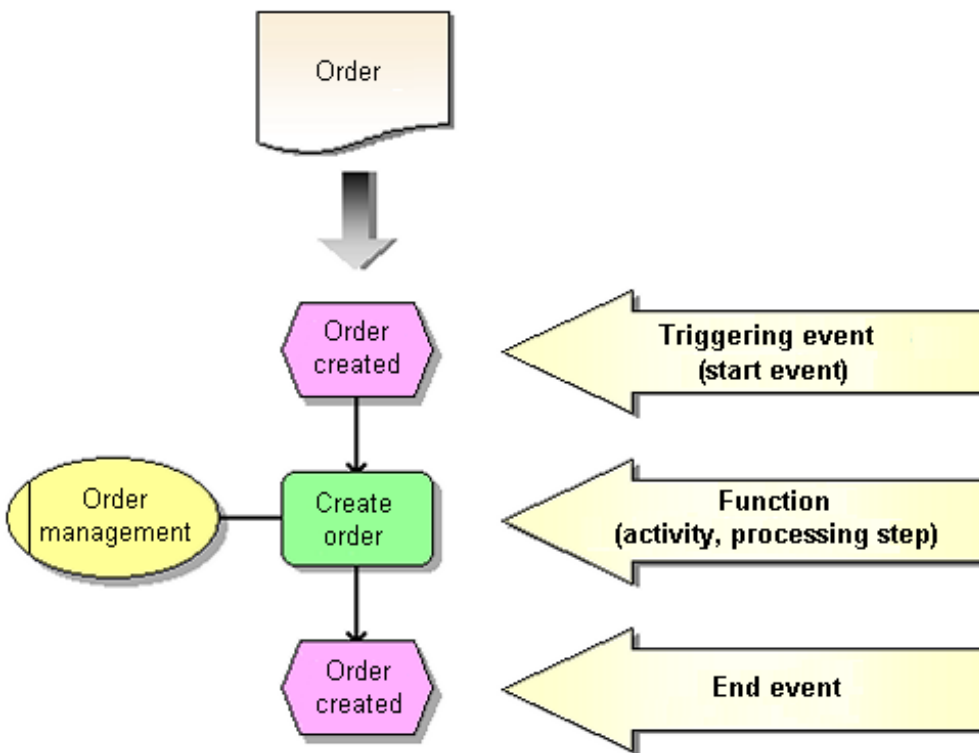 Order
Order
created
Triggering event
(start event)
Order
management
Create
order
Function
(activity, processing step)
Order
created
End event